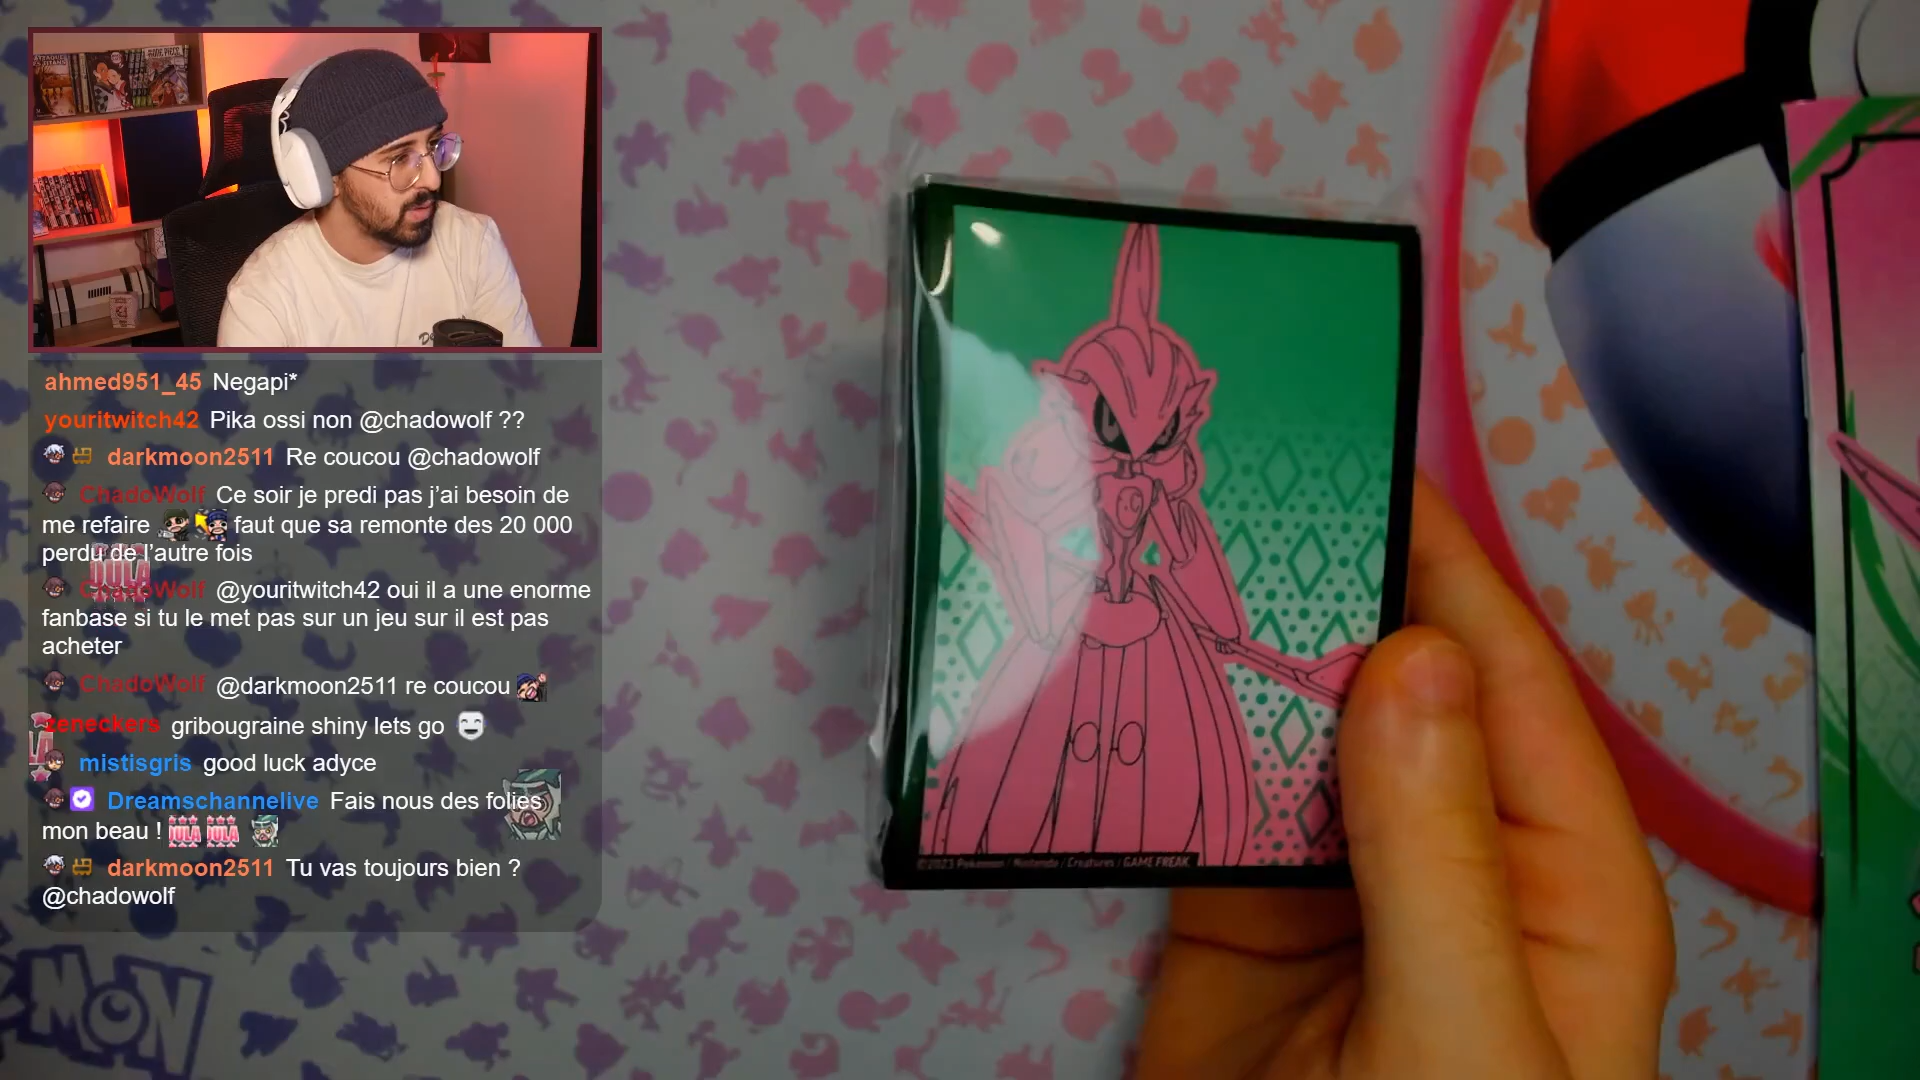 ahmed951_45 Negapi*
youritwitch42 Pika ossi non @chadowolf ??
darkmoon2511 Re coucou @chadowolf
ChadoWolf Ce soir je predi pas j'ai besoin de
me refaire faut que sa remonte des 20 000
perdu de l'autre fois
ChadoWolf @youritwitch42 oui il a une enorme
fanbase si tu le met pas sur un jeu sur il est pas
acheter
ChadoWolf @darkmoon2511 re coucou
zeneckers gribougraine shiny lets go
mistisgris good luck adyce
Dreamschannelive Fais nous des folies
mon beau ! JULA JULA
darkmoon2511 Tu vas toujours bien ?
@chadowolf
©2023 Pokémon / Nintendo / Creatures / GAME FREAK